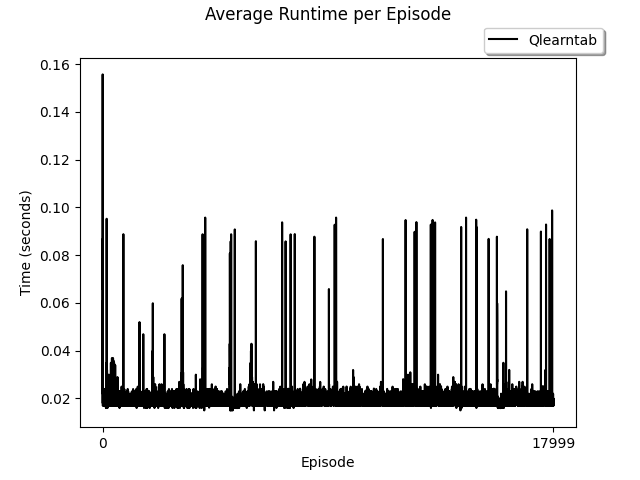 Average Runtime per Episode
Qlearntab
0.16
0.14
0.12
0.10
0.08
0.06
0.04
0.02
Time (seconds)
0
17999
Episode